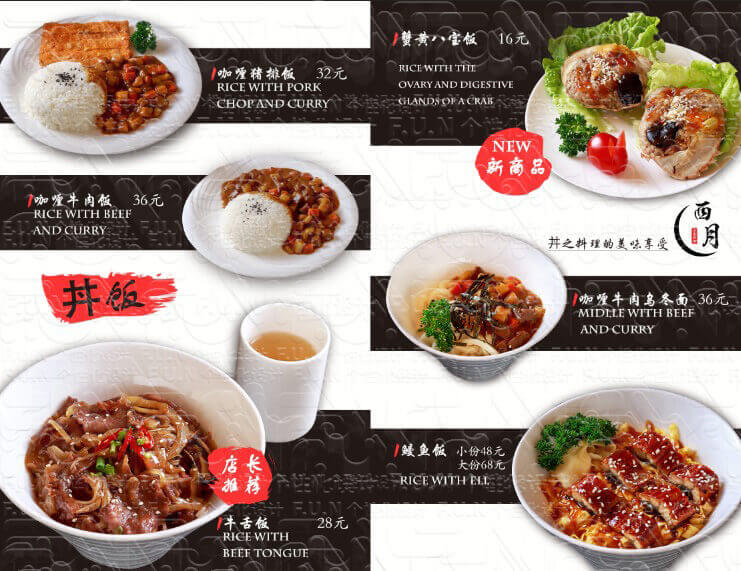 咖喱猪排饭 32元
RICE WITH PORK
CHOP AND CURRY
咖喱牛肉饭 36元
RICE WITH BEEF
AND CURRY
丼饭
店长
推荐
牛舌饭 28元
RICE WITH
BEEF TONGUE
蟹黄八宝饭 16元
RICE WITH THE
OVARY AND DIGESTIVE
GLANDS OF A CRAB
NEW
新商品
西月
丼之料理的美味享受
咖喱牛肉乌冬面 36元
MIDLLE WITH BEEF
AND CURRY
鳗鱼饭 小份48元
大份68元
RICE WITH ELL